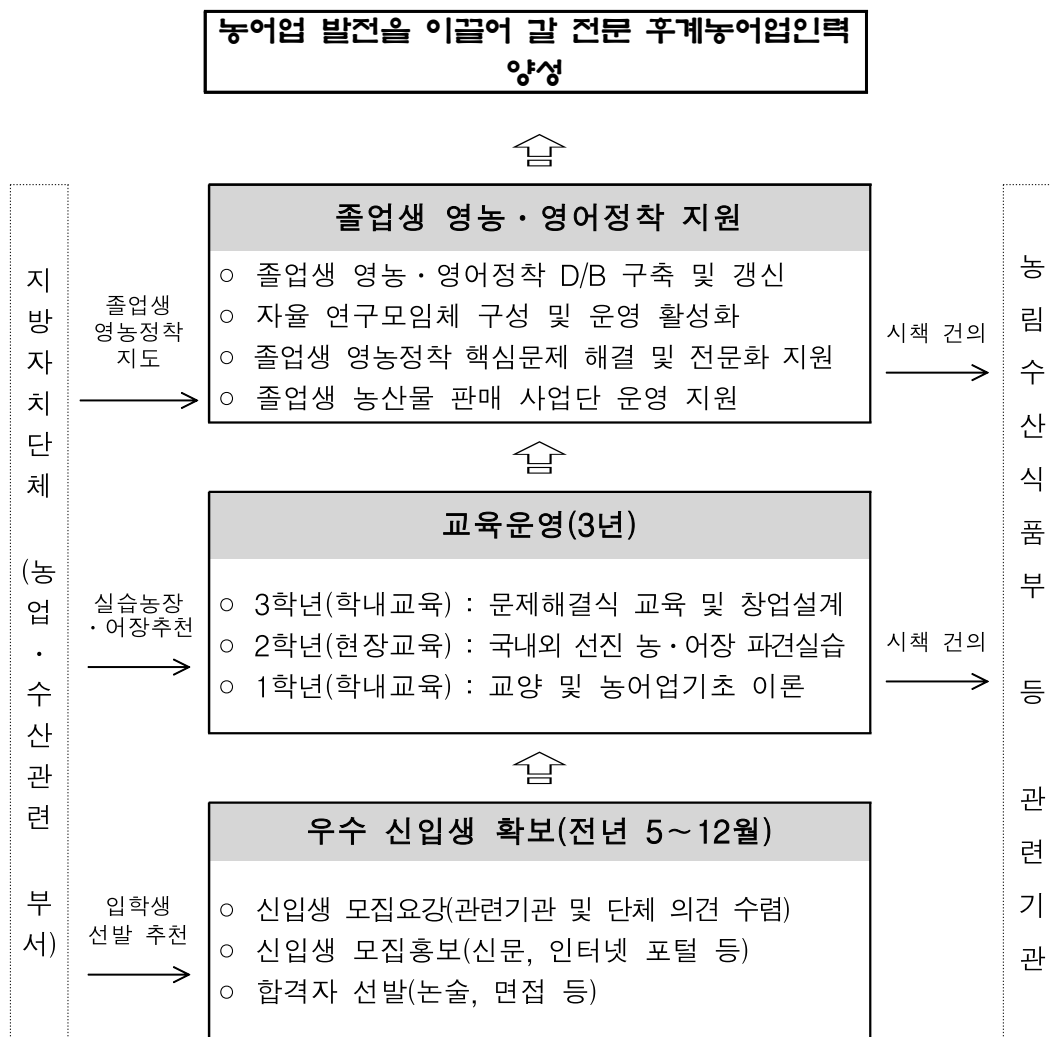 농어업 발전을 이끌어 갈 전문 후계농어업인력
양성
졸업생 영농・영어정착 지원
○ 졸업생 영농・영어정착 D/B 구축 및 갱신
○ 자율 연구모임체 구성 및 운영 활성화
○ 졸업생 영농정착 핵심문제 해결 및 전문화 지원
○ 졸업생 농산물 판매 사업단 운영 지원
교육운영(3년)
○ 3학년(학내교육) : 문제해결식 교육 및 창업설계
○ 2학년(현장교육) : 국내외 선진 농・어장 파견실습
○ 1학년(학내교육) : 교양 및 농어업기초 이론
우수 신입생 확보(전년 5～12월)
○ 신입생 모집요강(관련기관 및 단체 의견 수렴)
○ 신입생 모집홍보(신문, 인터넷 포털 등)
○ 합격자 선발(논술, 면접 등)
지방자치단체 (농업・수산관련 부서)
졸업생
영농정착
지도
실습농장
・어장추천
입학생
선발 추천
시책 건의
시책 건의
농림수산식품부 등 관련기관